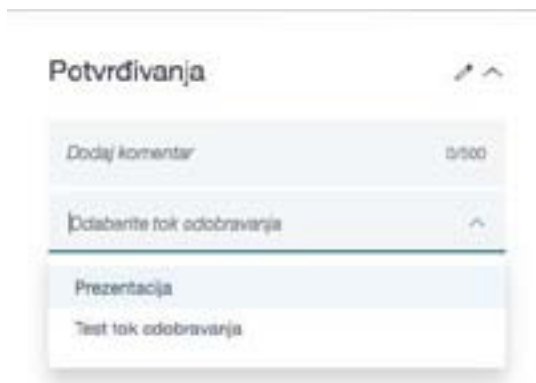 Potvrđivanja
Dodaj komentar 0/500
Odaberite tok odobravanja
Prezentacija
Test tok odobravanja